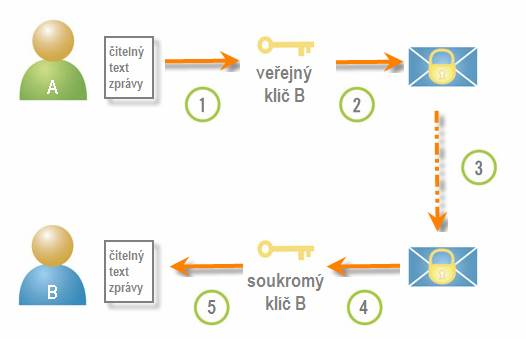 A
čitelný
text
zprávy
1
veřejný
klíč B
2
3
B
čitelný
text
zprávy
5
soukromý
klíč B
4